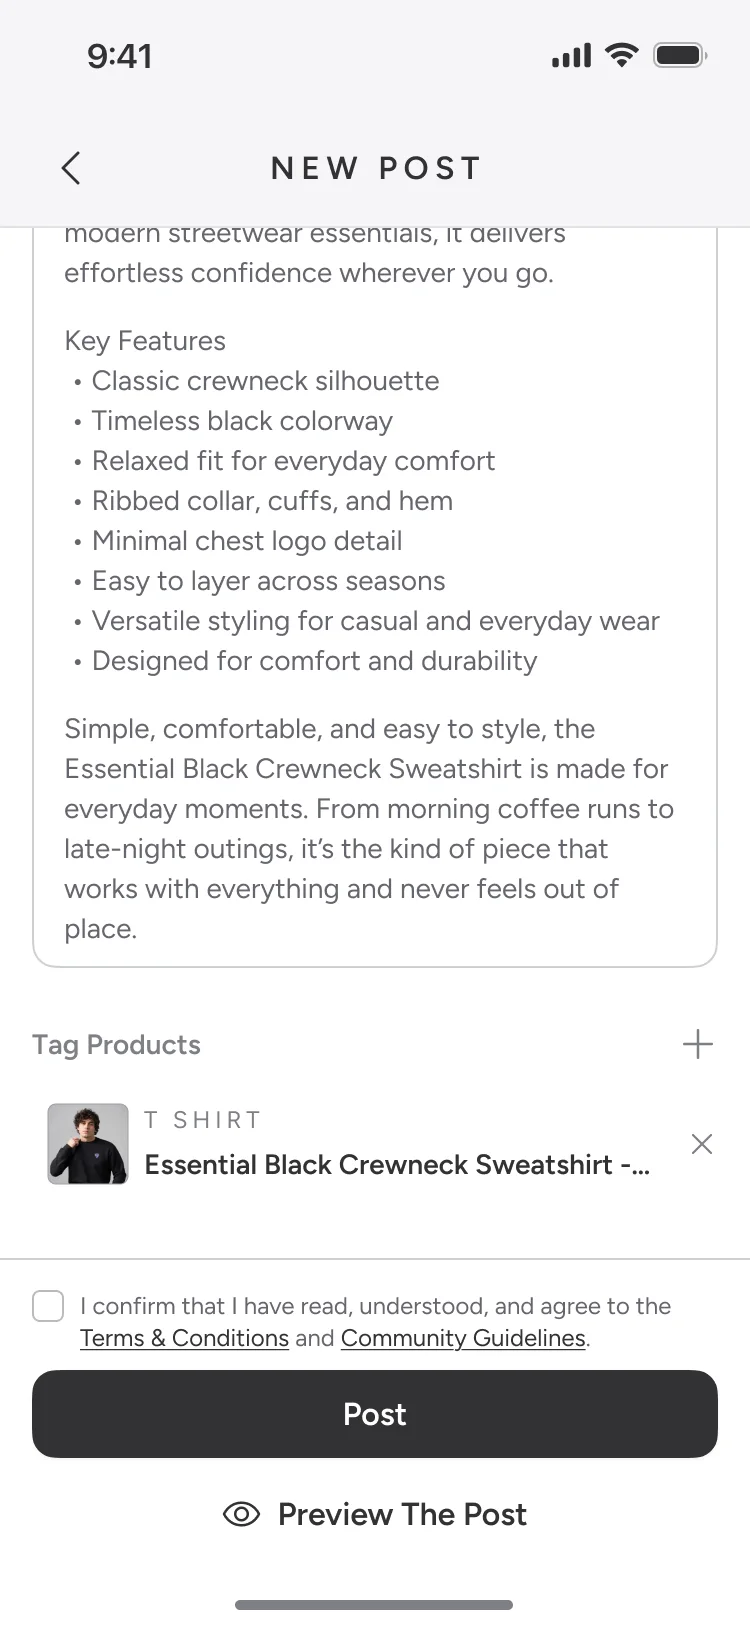 9:41
NEW POST
modern streetwear essentials, it delivers
effortless confidence wherever you go.
Key Features
• Classic crewneck silhouette
• Timeless black colorway
• Relaxed fit for everyday comfort
• Ribbed collar, cuffs, and hem
• Minimal chest logo detail
• Easy to layer across seasons
• Versatile styling for casual and everyday wear
• Designed for comfort and durability
Simple, comfortable, and easy to style, the
Essential Black Crewneck Sweatshirt is made for
everyday moments. From morning coffee runs to
late-night outings, it’s the kind of piece that
works with everything and never feels out of
place.
Tag Products
T SHIRT
Essential Black Crewneck Sweatshirt -...
I confirm that I have read, understood, and agree to the
Terms & Conditions and Community Guidelines.
Post
Preview The Post